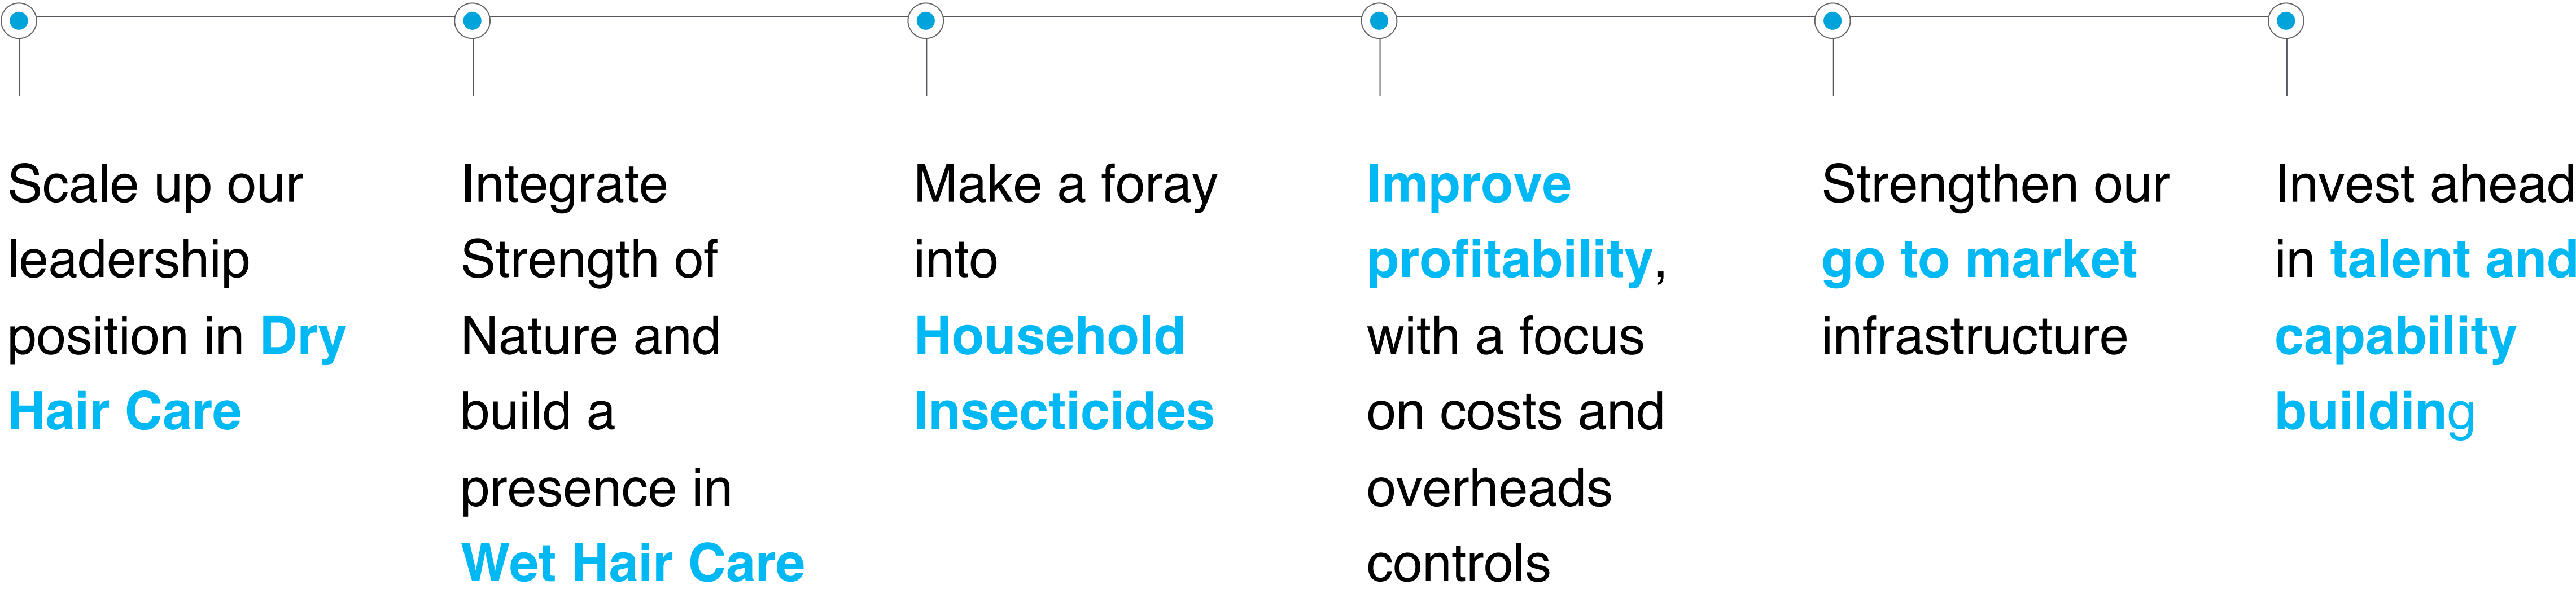 Scale up our
leadership
position in Dry
Hair Care
Integrate
Strength of
Nature and
build a
presence in
Wet Hair Care
Make a foray
into
Household
Insecticides
Improve
profitability,
with a focus
on costs and
overheads
controls
Strengthen our
go to market
infrastructure
Invest ahead
in talent and
capability
building